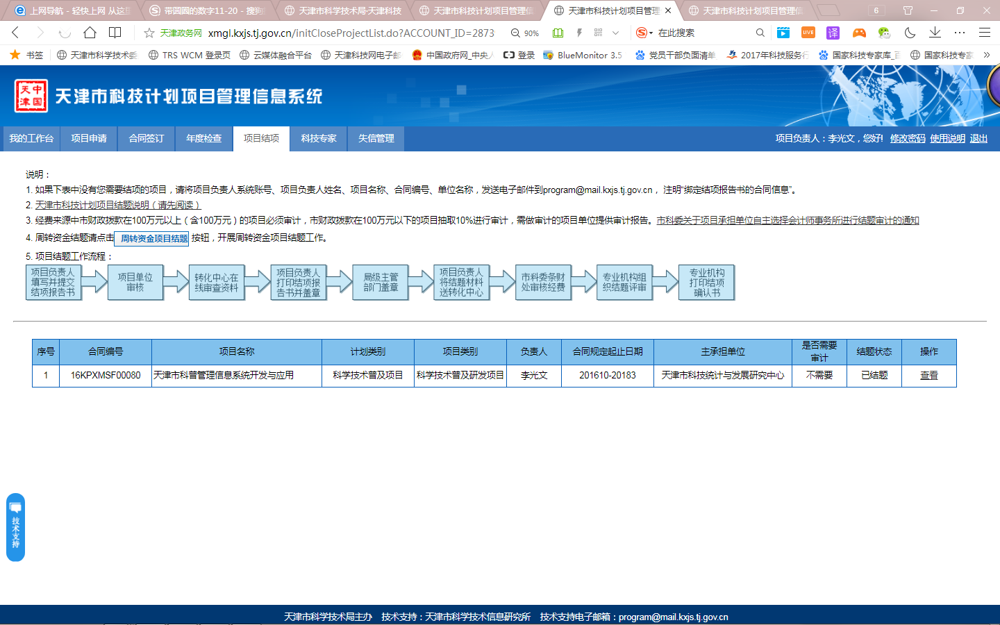 上网导航 - 轻快上网 从这里
带圆圈的数字11-20 - 搜狗
天津市科学技术局-天津科技
天津市科技计划项目管理信
天津市科技计划项目管理
天津市科技计划项目管理信
6
天津政务网 xmgl.kxjs.tj.gov.cn/initCloseProjectList.do?ACCOUNT_ID=2873
90%
在此搜索
LIVE
译
书签
天津市科学技术委
TRS WCM 登录页
云媒体融合平台
天津科技网电子邮
中国政府网_中央人
登录
BlueMonitor 3.5
党员干部负面清单
2017年科技服务行
国家科技专家库_百
国家科技专家
中国天津
天津市科技计划项目管理信息系统
我的工作台 项目申请 合同签订 年度检查 项目结项 科技专家 失信管理
项目负责人：李光文，您好! 修改密码 使用说明 退出
说明：
1. 如果下表中没有您需要结项的项目，请将项目负责人系统账号、项目负责人姓名、项目名称、合同编号、单位名称，发送电子邮件到program@mail.kxjs.tj.gov.cn， 注明“绑定结项报告书的合同信息”。
2. 天津市科技计划项目结题说明（请先阅读）
3. 经费来源中市财政拨款在100万元以上（含100万元）的项目必须审计，市财政拨款在100万元以下的项目抽取10%进行审计，需做审计的项目单位提供审计报告。市科委关于项目承担单位自主选择会计师事务所进行结题审计的通知
4. 周转资金结题请点击 周转资金项目结题 按钮，开展周转资金项目结题工作。
5. 项目结题工作流程：
项目负责人
填写并提交
结项报告书
项目单位
审核
转化中心在
线审查资料
项目负责人
打印结项报
告书并盖章
局级主管
部门盖章
项目负责人
将结题材料
送转化中心
市科委条财
处审核经费
专业机构组
织结题评审
专业机构
打印结项
确认书
序号 合同编号 项目名称 计划类别 项目类别 负责人 合同规定起止日期 主承担单位 是否需要审计 结题状态 操作
1 16KPXMSF00080 天津市科普管理信息系统开发与应用 科学技术普及项目 科学技术普及研发项目 李光文 201610-20183 天津市科技统计与发展研究中心 不需要 已结题 查看
技术支持
天津市科学技术局主办 技术支持：天津市科学技术信息研究所 技术支持电子邮箱：program@mail.kxjs.tj.gov.cn